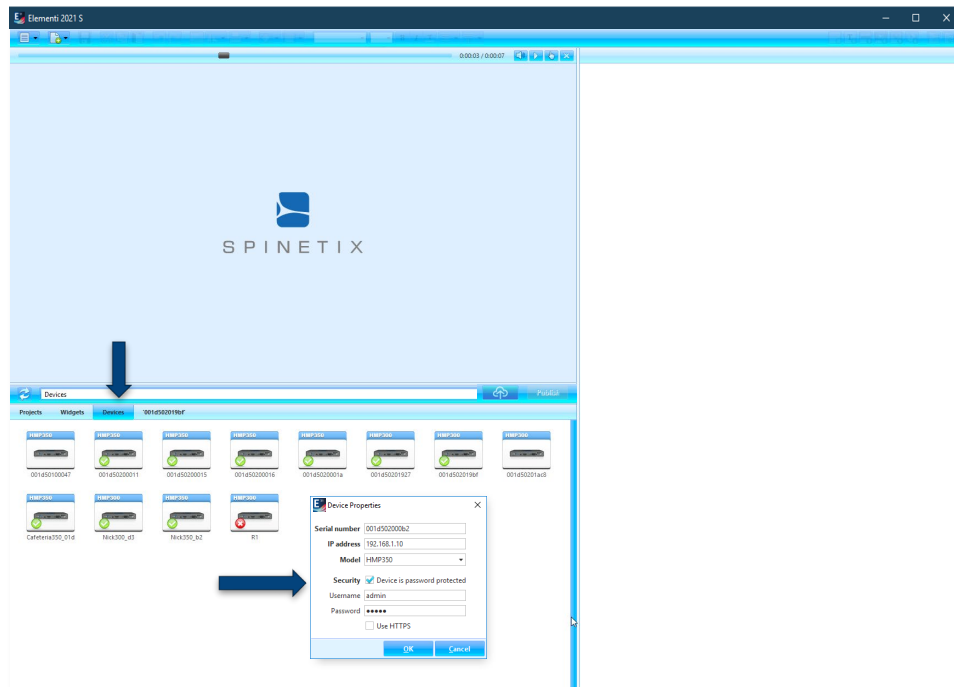 Elementi 2021 S
0:00:03 / 0:00:07
SPINETIX
Devices
Publish
Projects Widgets Devices '001d502019bf'
HMP350 HMP350 HMP350 HMP350 HMP350 HMP300 HMP300
001d50100047 001d50200011 001d50200015 001d50200016 001d5020001a 001d50201927 001d502019bf 001d50201ac8
HMP350 HMP300 HMP350 HMP300
Cafeteria350_01d Nick300_d3 Nick350_b2 R1
Device Properties
Serial number 001d502000b2
IP address 192.168.1.10
Model HMP350
Security Device is password protected
Username admin
Password •••••
Use HTTPS
OK Cancel